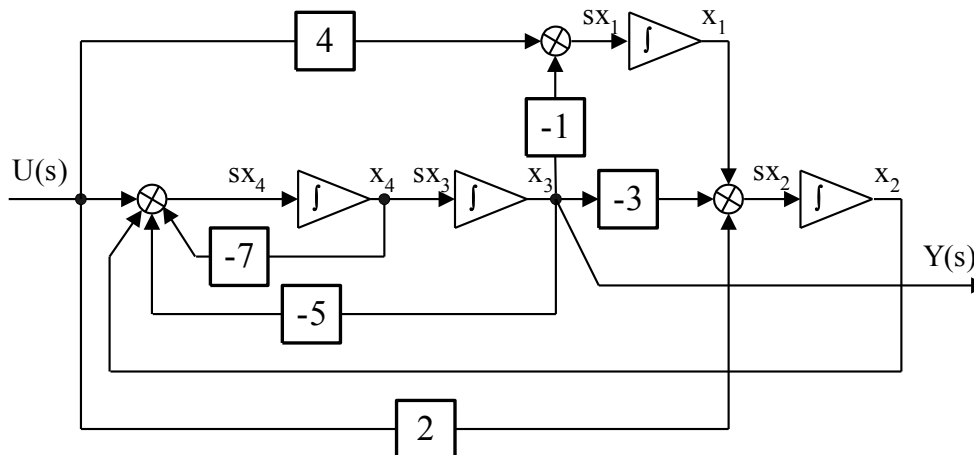 4
sx₁
∫
x₁
-1
U(s)
sx₄
∫
x₄
sx₃
∫
x₃
-3
sx₂
∫
x₂
-7
Y(s)
-5
2